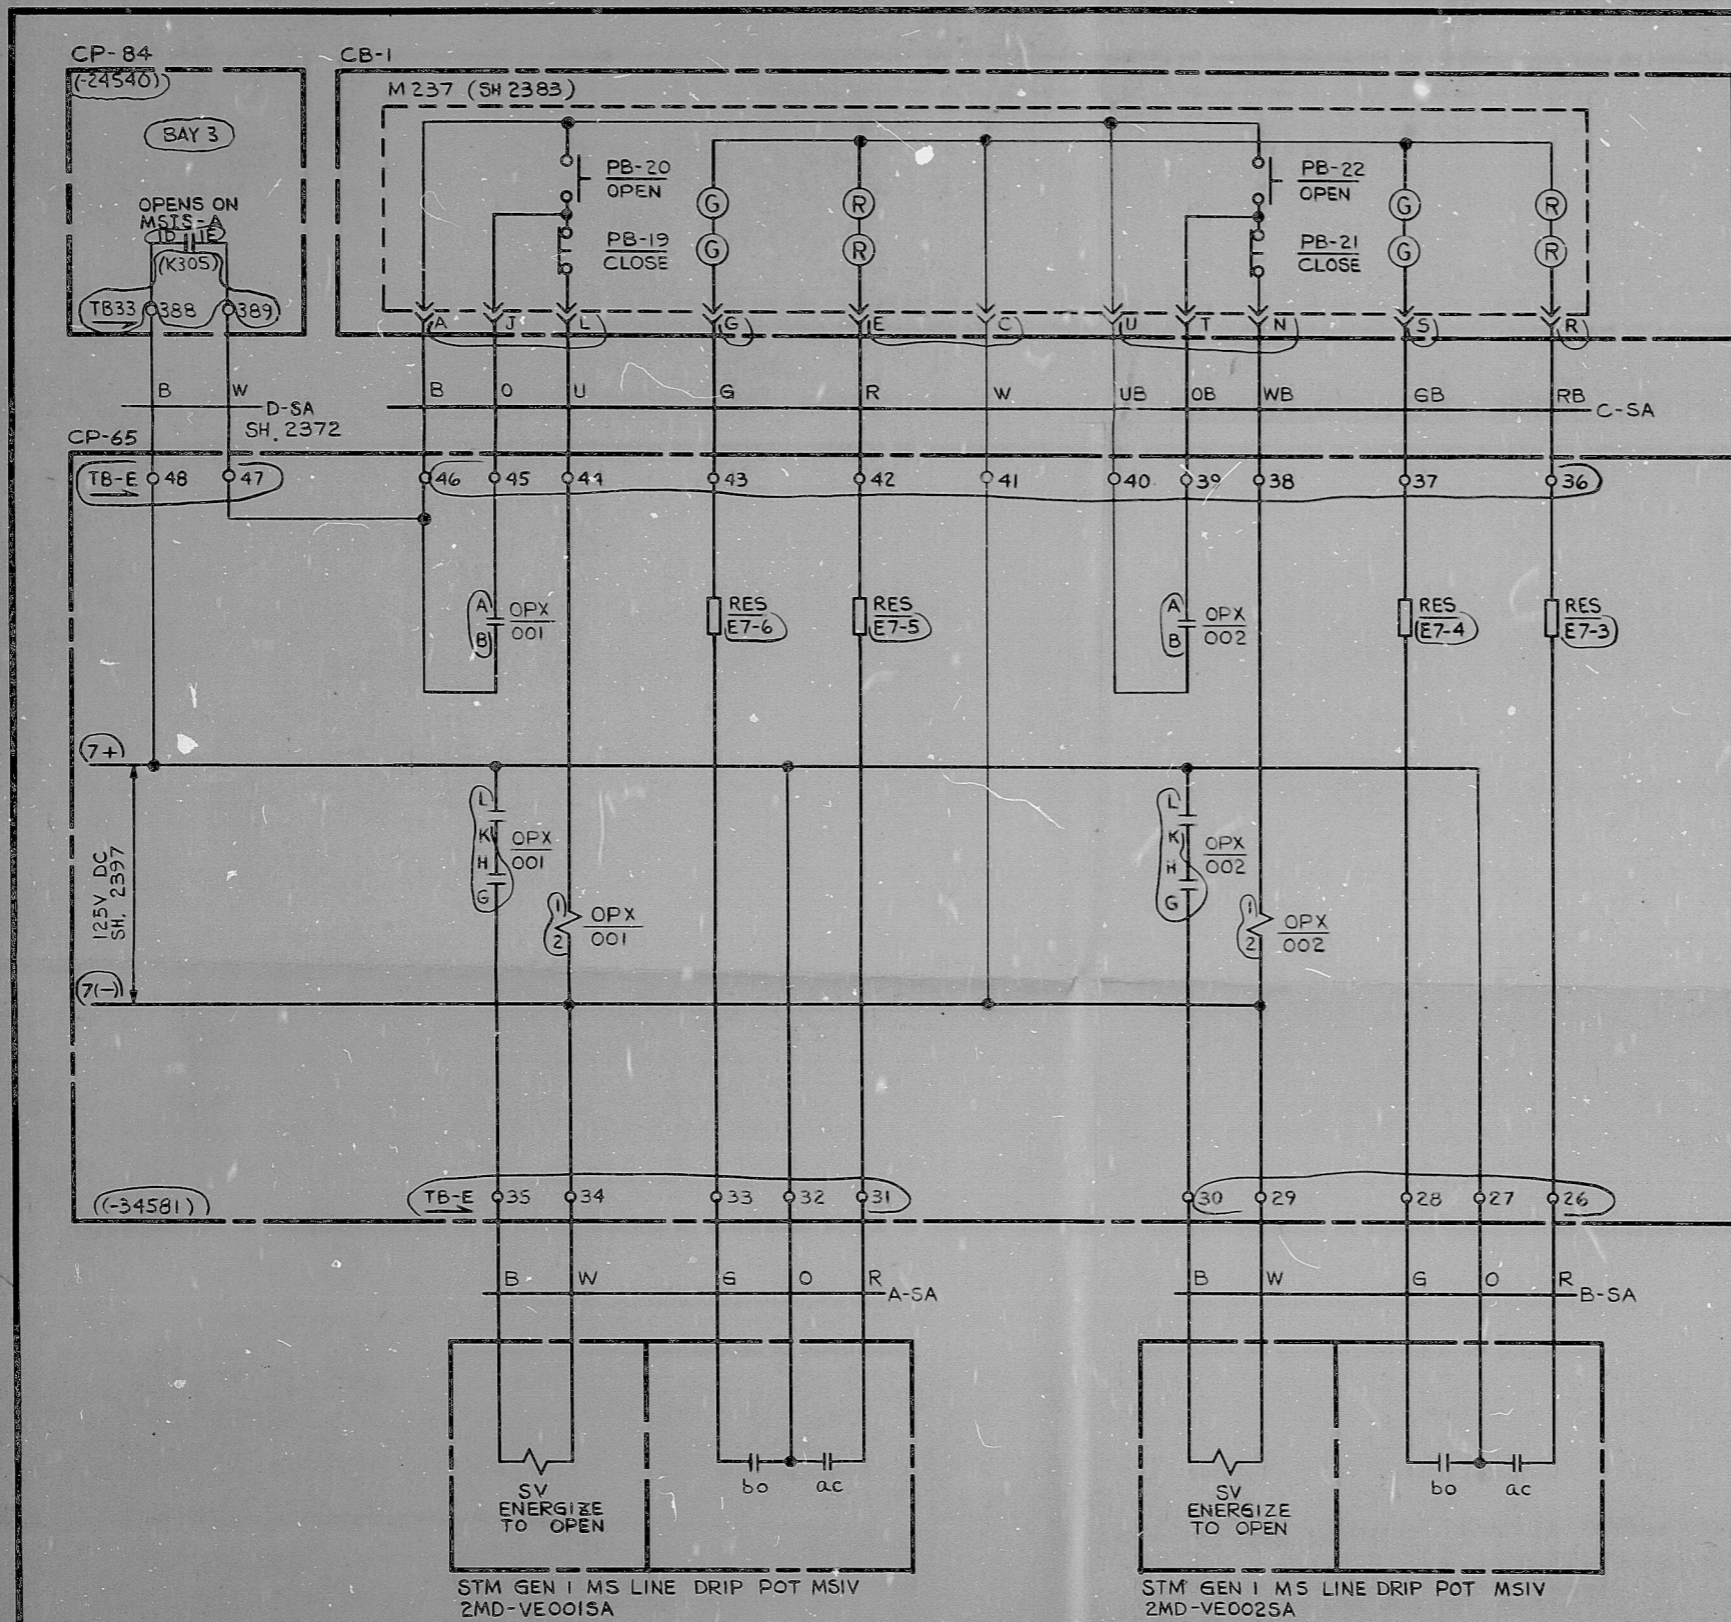 CP-84
CB-1
(-24540)
M237 (SH 2383)
BAY 3
PB-20
OPEN
PB-22
OPEN
OPENS ON
MSIS-A
1D 1E
(K305)
G
R
G
R
G
R
G
R
PB-19
CLOSE
PB-21
CLOSE
TB33 388 389
A J L G E C U T N S R
B W
B O U G R W UB OB WB GB RB
D-SA
SH. 2372
C-SA
CP-65
TB-E 48 47 46 45 44 43 42 41 40 39 38 37 36
A
B
OPX
001
RES
E7-6
RES
E7-5
A
B
OPX
002
RES
E7-4
RES
E7-3
7+
L
K
H
G
OPX
001
L
K
H
G
OPX
002
125V DC
SH. 2397
1
2
OPX
001
1
2
OPX
002
7(-)
(-34581)
TB-E 35 34 33 32 31 30 29 28 27 26
B W G O R
A-SA
B W G O R
B-SA
bo ac
SV
ENERGIZE
TO OPEN
bo ac
SV
ENERGIZE
TO OPEN
STM GEN 1 MS LINE DRIP POT MSIV
2MD-VE001SA
STM GEN 1 MS LINE DRIP POT MSIV
2MD-VE002SA